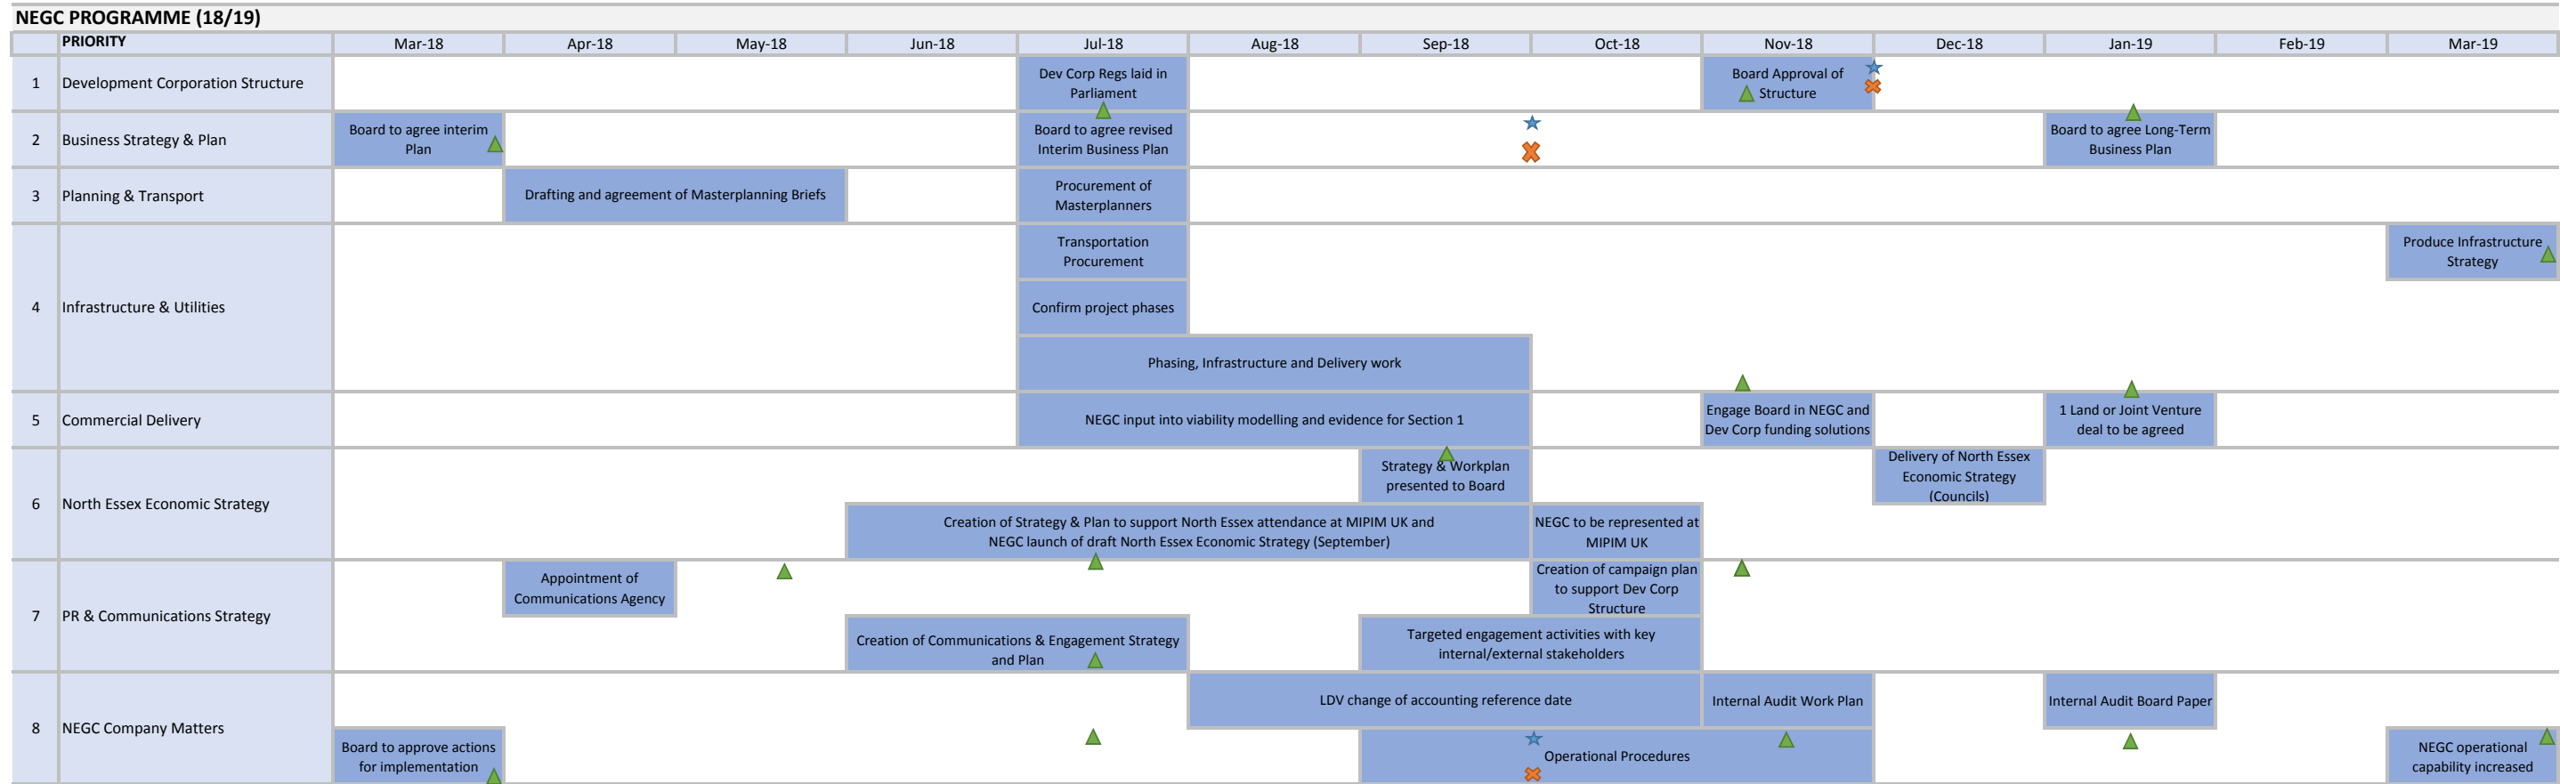 NEGC PROGRAMME (18/19)
PRIORITY
Mar-18
Apr-18
May-18
Jun-18
Jul-18
Aug-18
Sep-18
Oct-18
Nov-18
Dec-18
Jan-19
Feb-19
Mar-19
1
Development Corporation Structure
Dev Corp Regs laid in
Parliament
Board Approval of
Structure
2
Business Strategy & Plan
Board to agree interim
Plan
Board to agree revised
Interim Business Plan
Board to agree Long-Term
Business Plan
3
Planning & Transport
Drafting and agreement of Masterplanning Briefs
Procurement of
Masterplanners
4
Infrastructure & Utilities
Transportation
Procurement
Produce Infrastructure
Strategy
Confirm project phases
Phasing, Infrastructure and Delivery work
5
Commercial Delivery
NEGC input into viability modelling and evidence for Section 1
Engage Board in NEGC and
Dev Corp funding solutions
1 Land or Joint Venture
deal to be agreed
6
North Essex Economic Strategy
Strategy & Workplan
presented to Board
Delivery of North Essex
Economic Strategy
(Councils)
Creation of Strategy & Plan to support North Essex attendance at MIPIM UK and
NEGC launch of draft North Essex Economic Strategy (September)
NEGC to be represented at
MIPIM UK
7
PR & Communications Strategy
Appointment of
Communications Agency
Creation of campaign plan
to support Dev Corp
Structure
Creation of Communications & Engagement Strategy
and Plan
Targeted engagement activities with key
internal/external stakeholders
8
NEGC Company Matters
LDV change of accounting reference date
Internal Audit Work Plan
Internal Audit Board Paper
Board to approve actions
for implementation
Operational Procedures
NEGC operational
capability increased